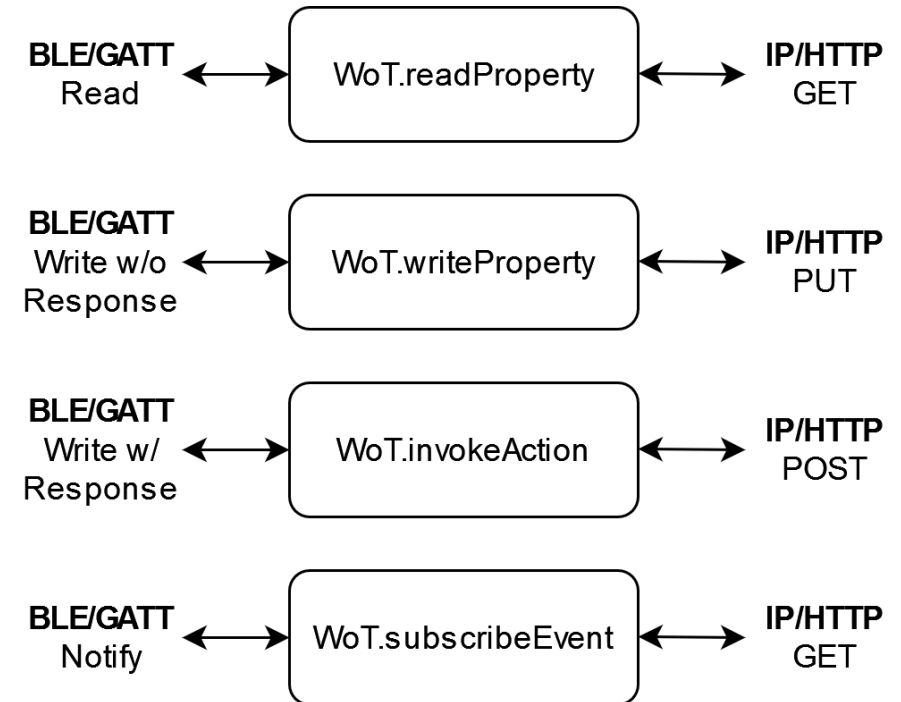 BLE/GATT
Read
WoT.readProperty
IP/HTTP
GET
BLE/GATT
Write w/o
Response
WoT.writeProperty
IP/HTTP
PUT
BLE/GATT
Write w/
Response
WoT.invokeAction
IP/HTTP
POST
BLE/GATT
Notify
WoT.subscribeEvent
IP/HTTP
GET